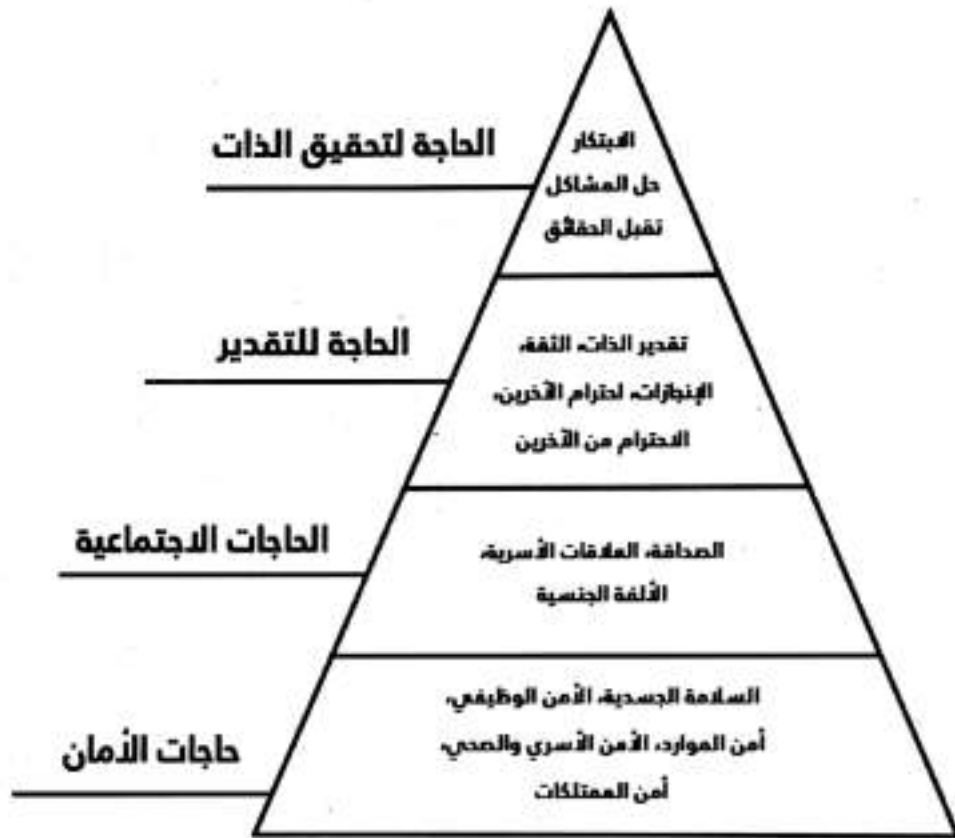 الحاجة لتحقيق الذات
الابتكار
حل المشاكل
تقبل الحقائق
الحاجة للتقدير
تقدير الذات، الثقة،
الإنجازات، احترام الآخرين،
الاحترام من الآخرين
الحاجات الاجتماعية
الصداقة، العلاقات الأسرية،
الألفة الجنسية
حاجات الأمان
السلامة الجسدية، الأمن الوظيفي،
أمن الموارد، الأمن الأسري والصحي،
أمن الممتلكات